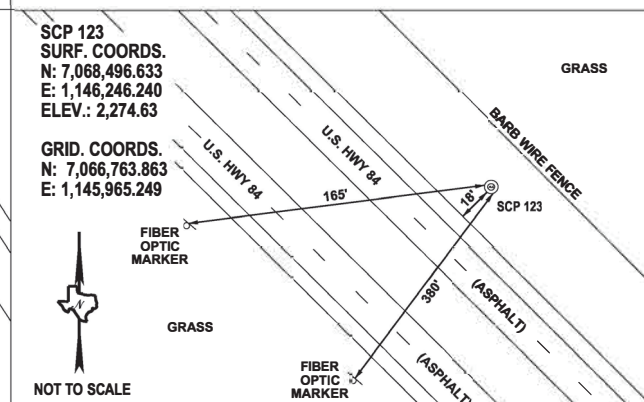 SCP 123
SURF. COORDS.
N: 7,068,496.633
E: 1,146,246.240
ELEV.: 2,274.63
GRID. COORDS.
N: 7,066,763.863
E: 1,145,965.249
GRASS
BARB WIRE FENCE
U.S. HWY 84
U.S. HWY 84
165'
18'
SCP 123
FIBER
OPTIC
MARKER
380'
(ASPHALT)
N
GRASS
(ASPHALT)
FIBER
OPTIC
MARKER
NOT TO SCALE